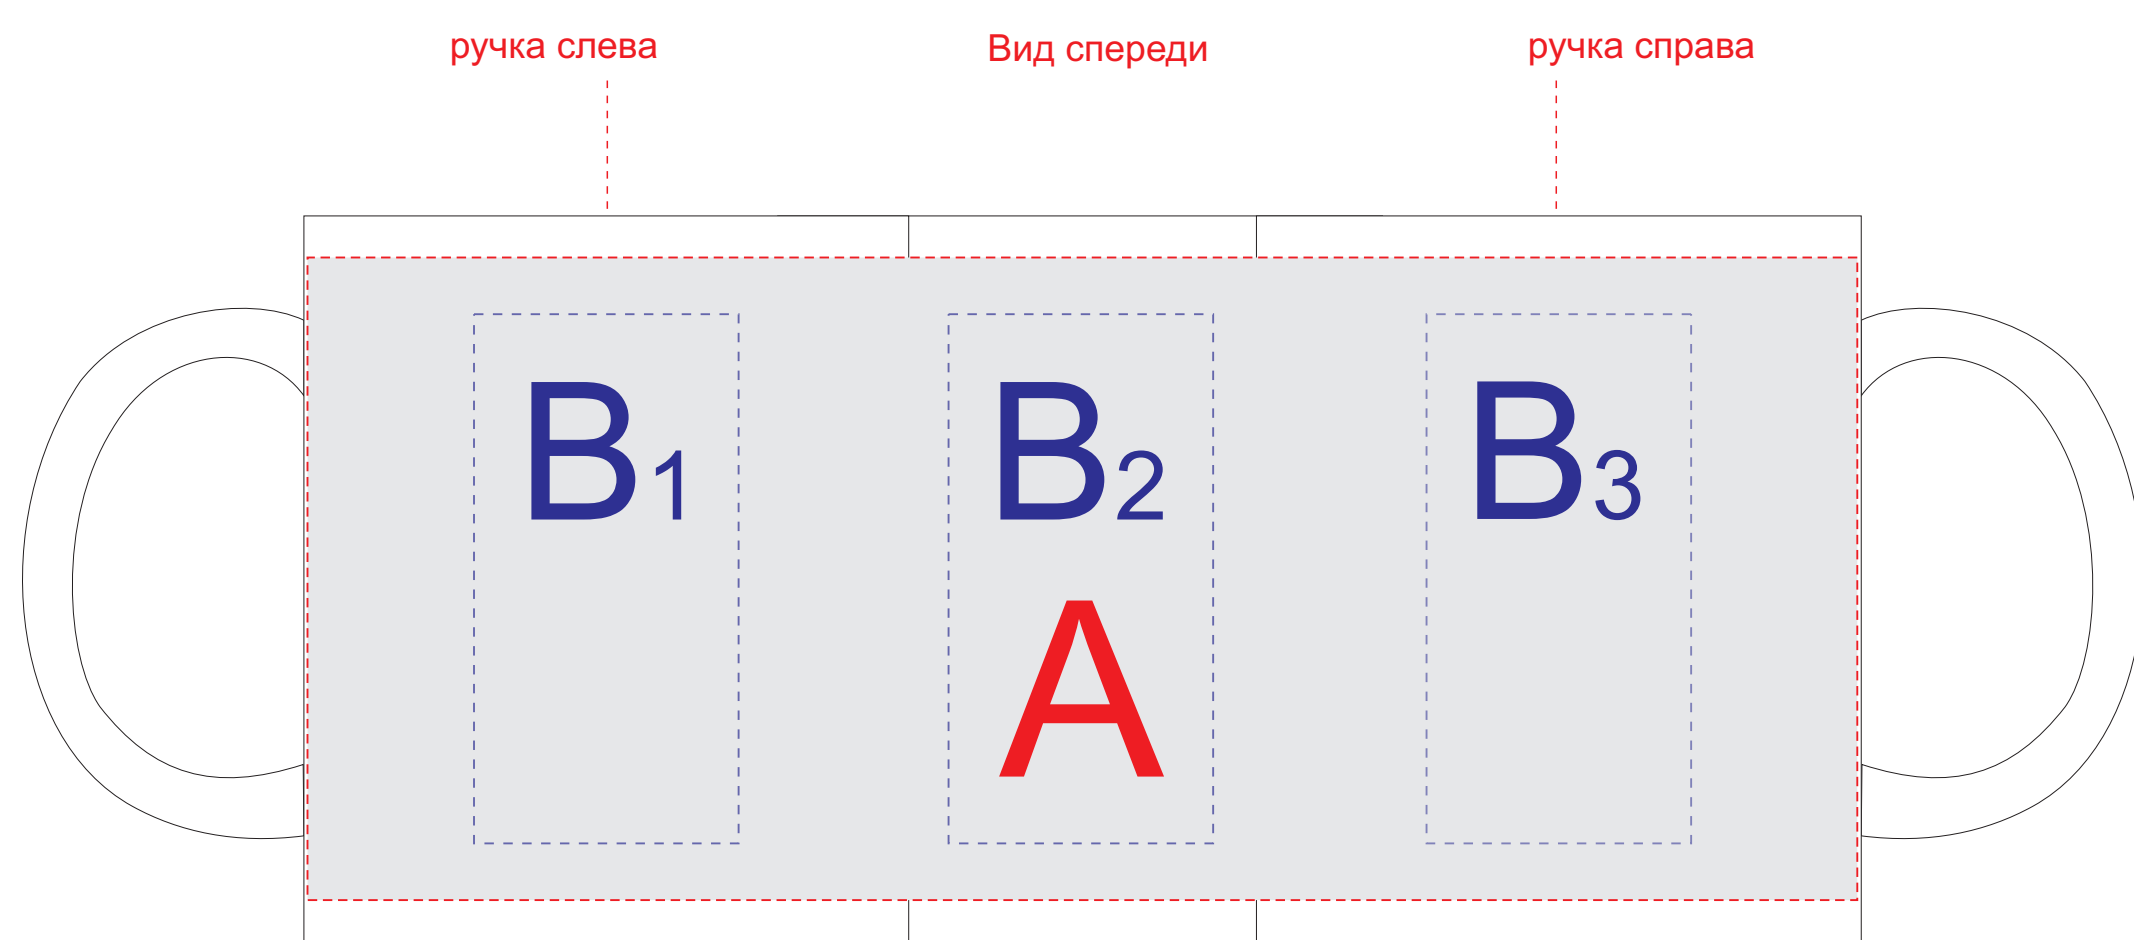 ручка слева
Вид спереди
ручка справа
B1
B2
B3
A